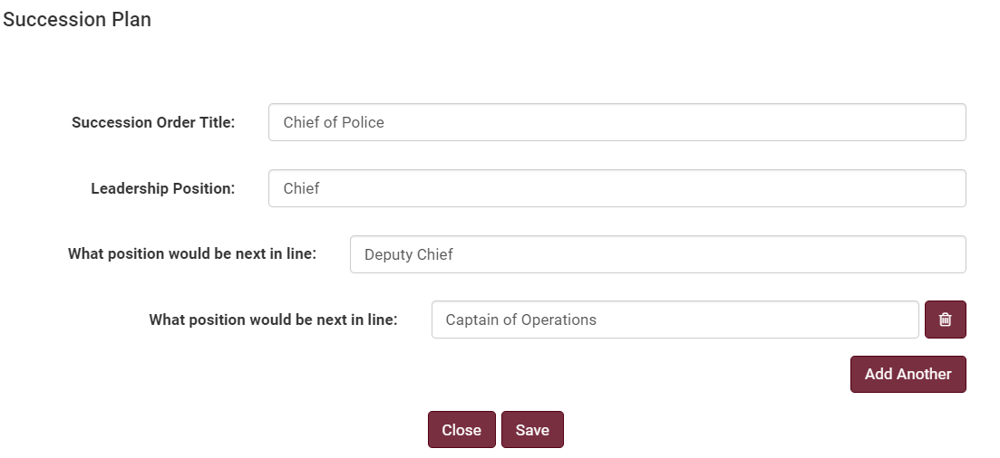 Succession Plan
Succession Order Title: Chief of Police
Leadership Position: Chief
What position would be next in line: Deputy Chief
What position would be next in line: Captain of Operations
Add Another
Close Save